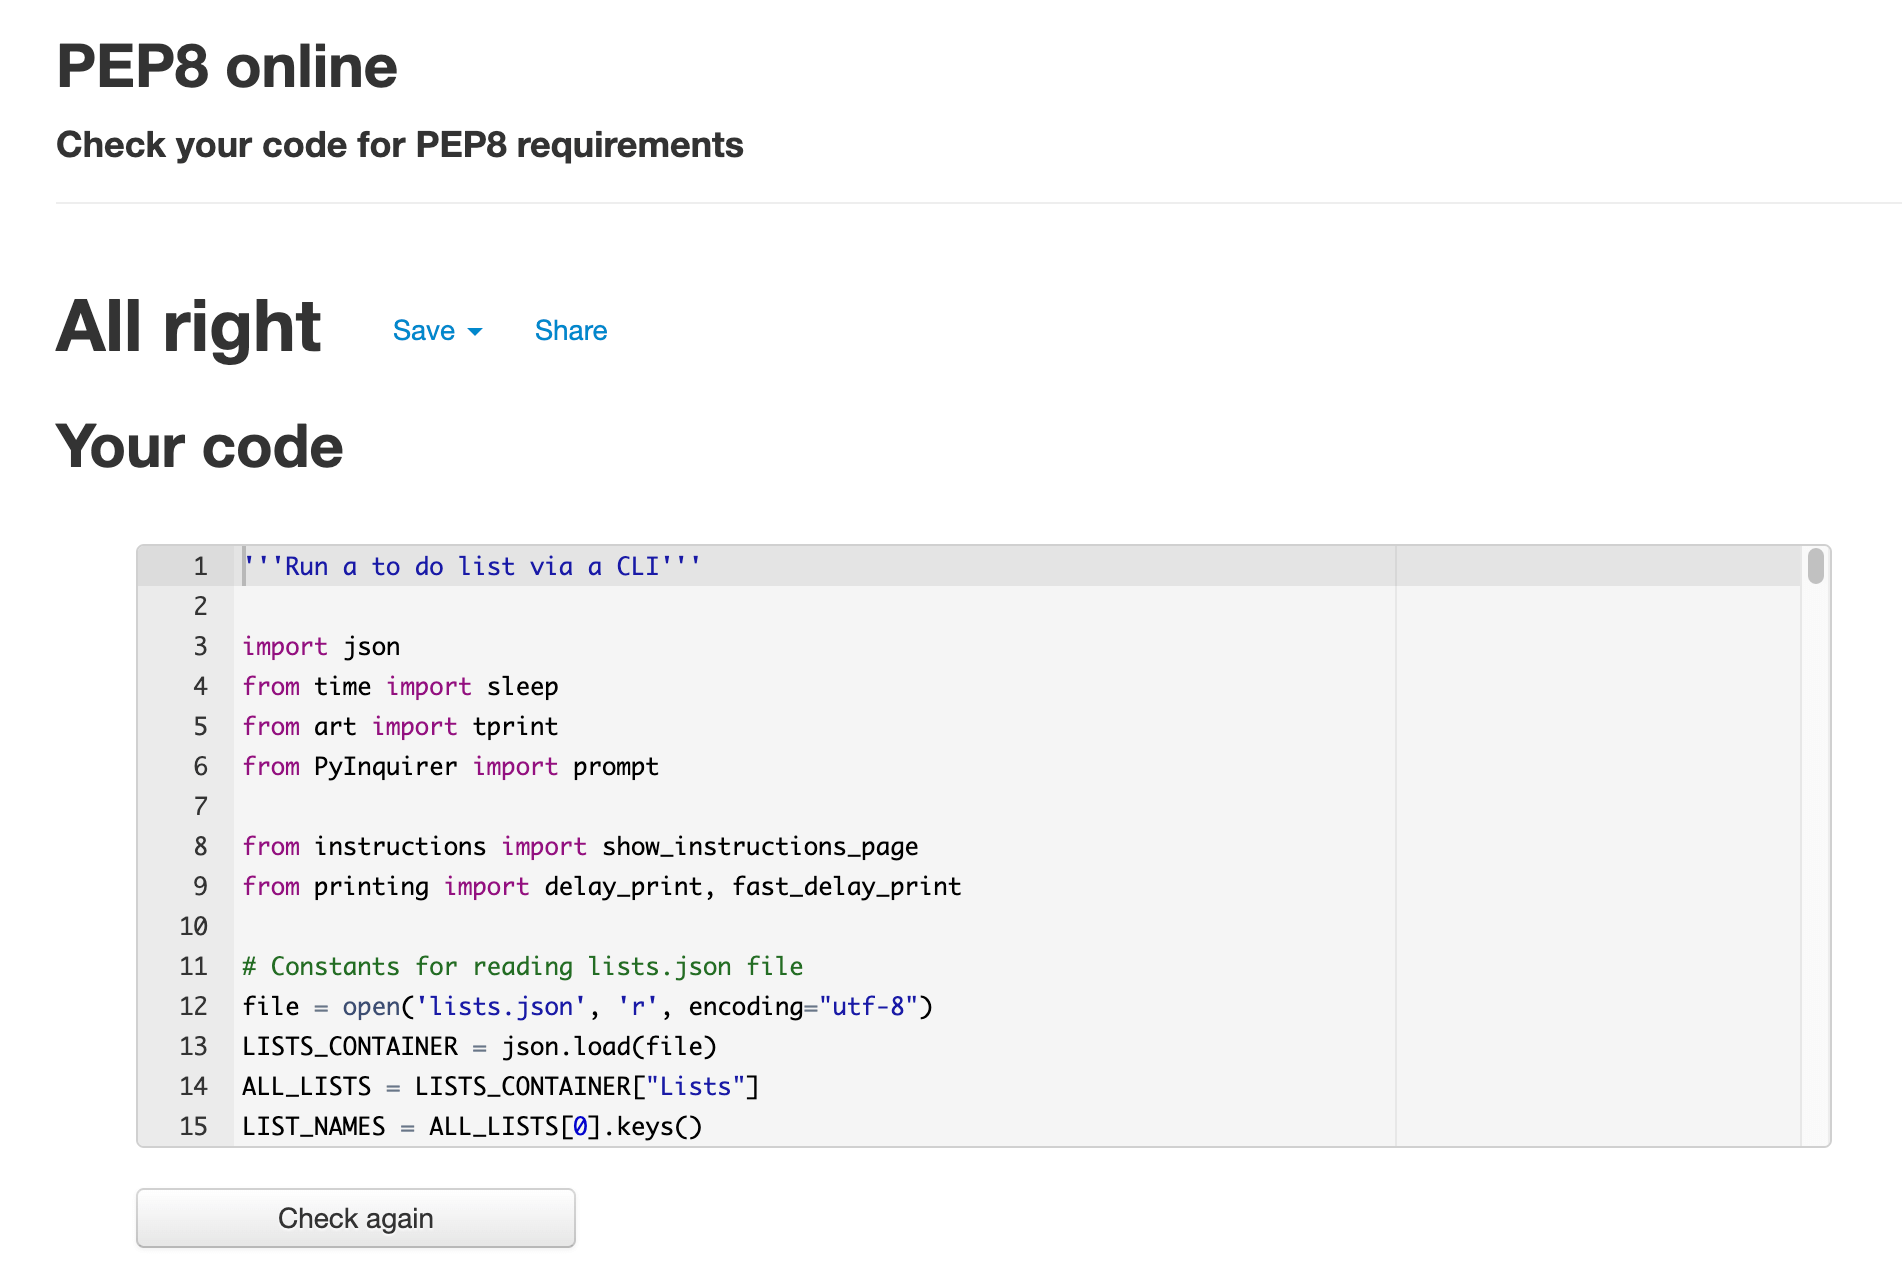 PEP8 online
Check your code for PEP8 requirements
All right Save Share
Your code
1 '''Run a to do list via a CLI'''
2
3 import json
4 from time import sleep
5 from art import tprint
6 from PyInquirer import prompt
7
8 from instructions import show_instructions_page
9 from printing import delay_print, fast_delay_print
10
11 # Constants for reading lists.json file
12 file = open('lists.json', 'r', encoding="utf-8")
13 LISTS_CONTAINER = json.load(file)
14 ALL_LISTS = LISTS_CONTAINER["Lists"]
15 LIST_NAMES = ALL_LISTS[0].keys()
Check again